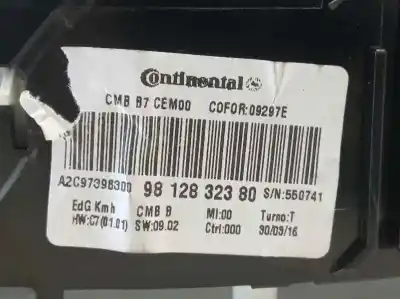 Continental
CMB B7 CEM00 COFOR:09297E
A2C97398300 98 128 323 80 S/N:550741
EdG Kmh CMB B MI:00 Turno:T
HW:C7(01.01) SW:09.02 Ctrl:000 30/09/16